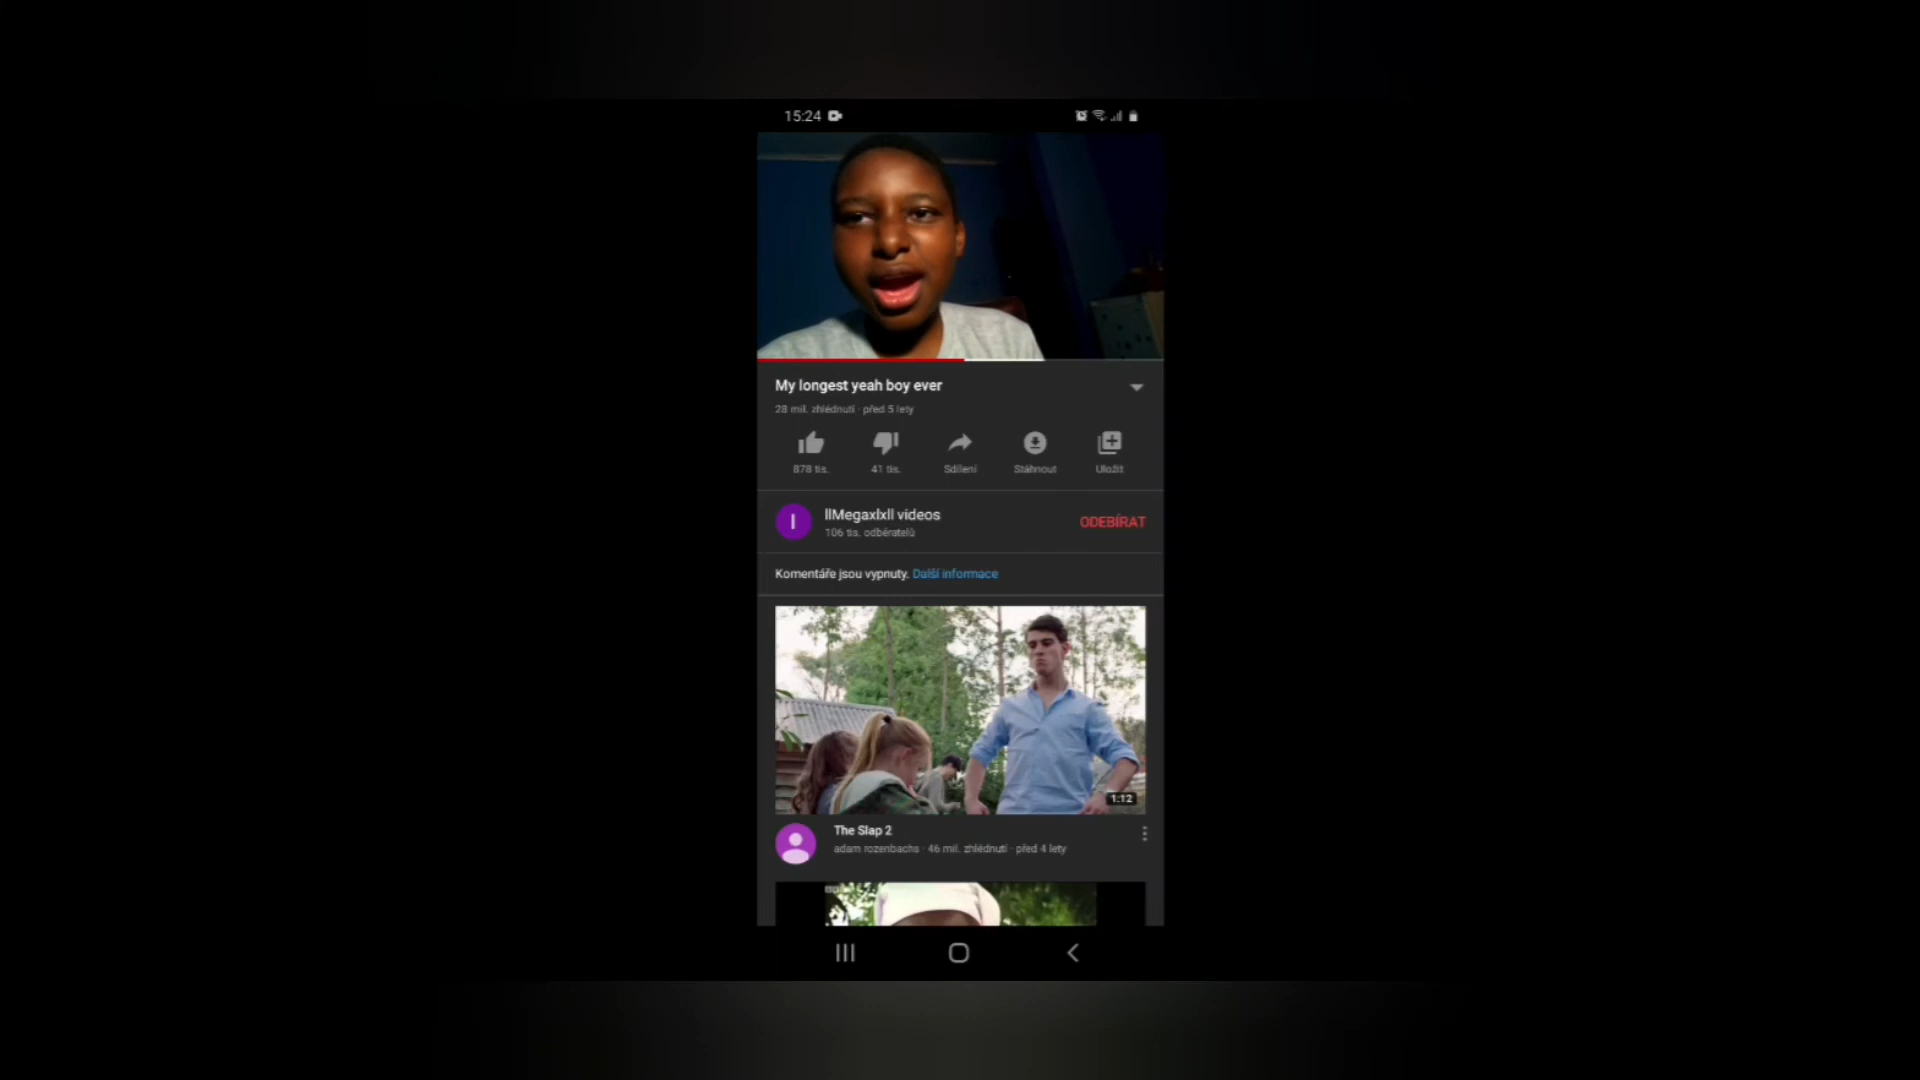 15:24
My longest yeah boy ever
28 mil. zhlédnutí · před 5 lety
878 tis.
41 tis.
Sdílení
Stáhnout
Uložit
I
llMegaxlxll videos
106 tis. odběratelů
ODEBÍRAT
Komentáře jsou vypnuty. Další informace
1:12
The Slap 2
adam rozenbachs · 46 mil. zhlédnutí · před 4 lety